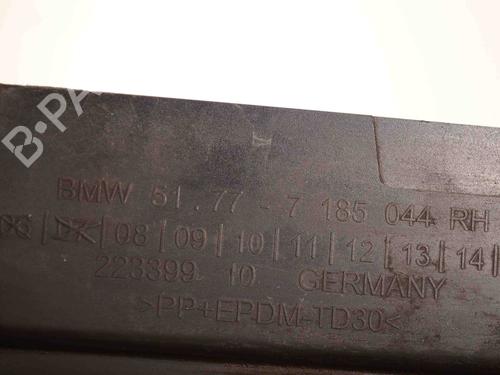 B-PA
BMW 51.77 - 7 185 044 RH
08 | 09 | 10 | 11 | 12 | 13 | 14
223399 10 GERMANY
>PP+EPDM-TD30<